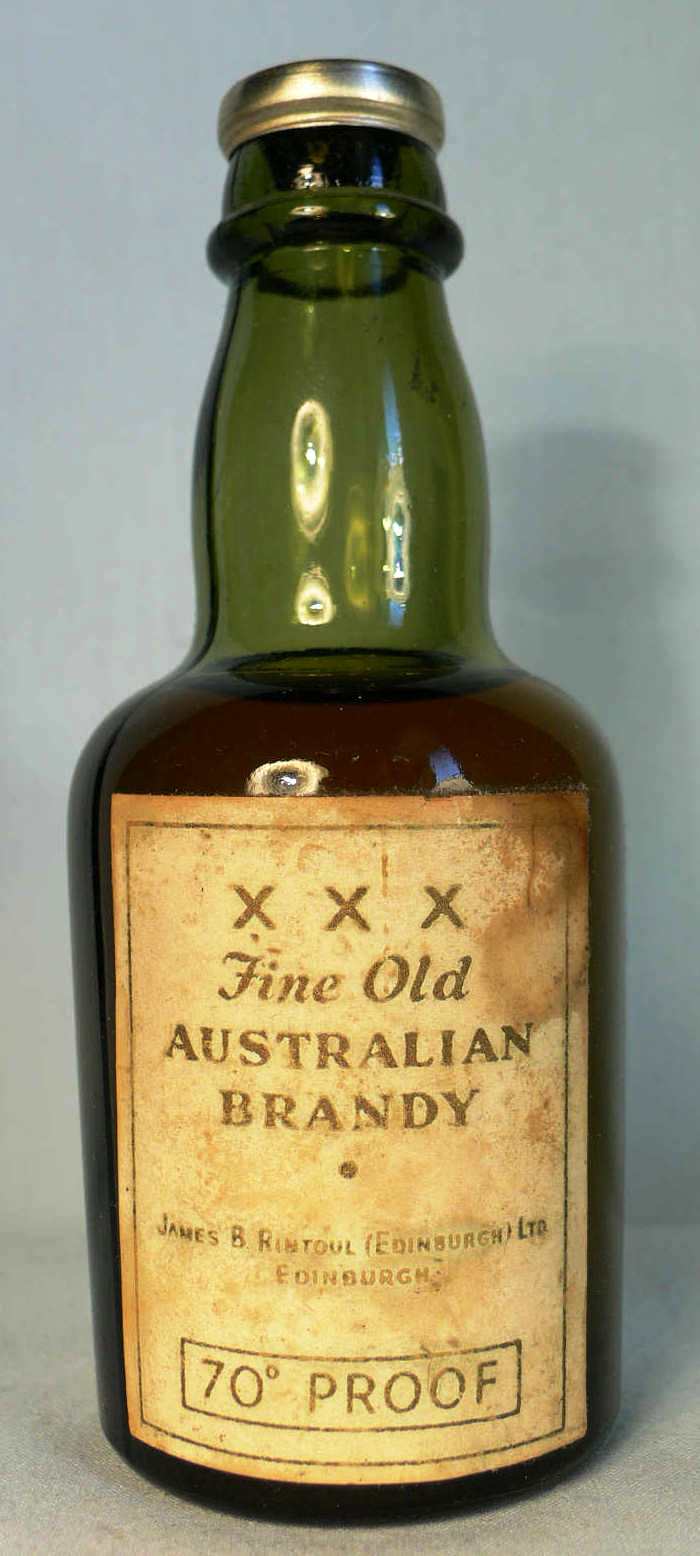 X X X
Fine Old
AUSTRALIAN
BRANDY
JAMES B. RINTOUL (EDINBURGH) LTD
EDINBURGH
70° PROOF